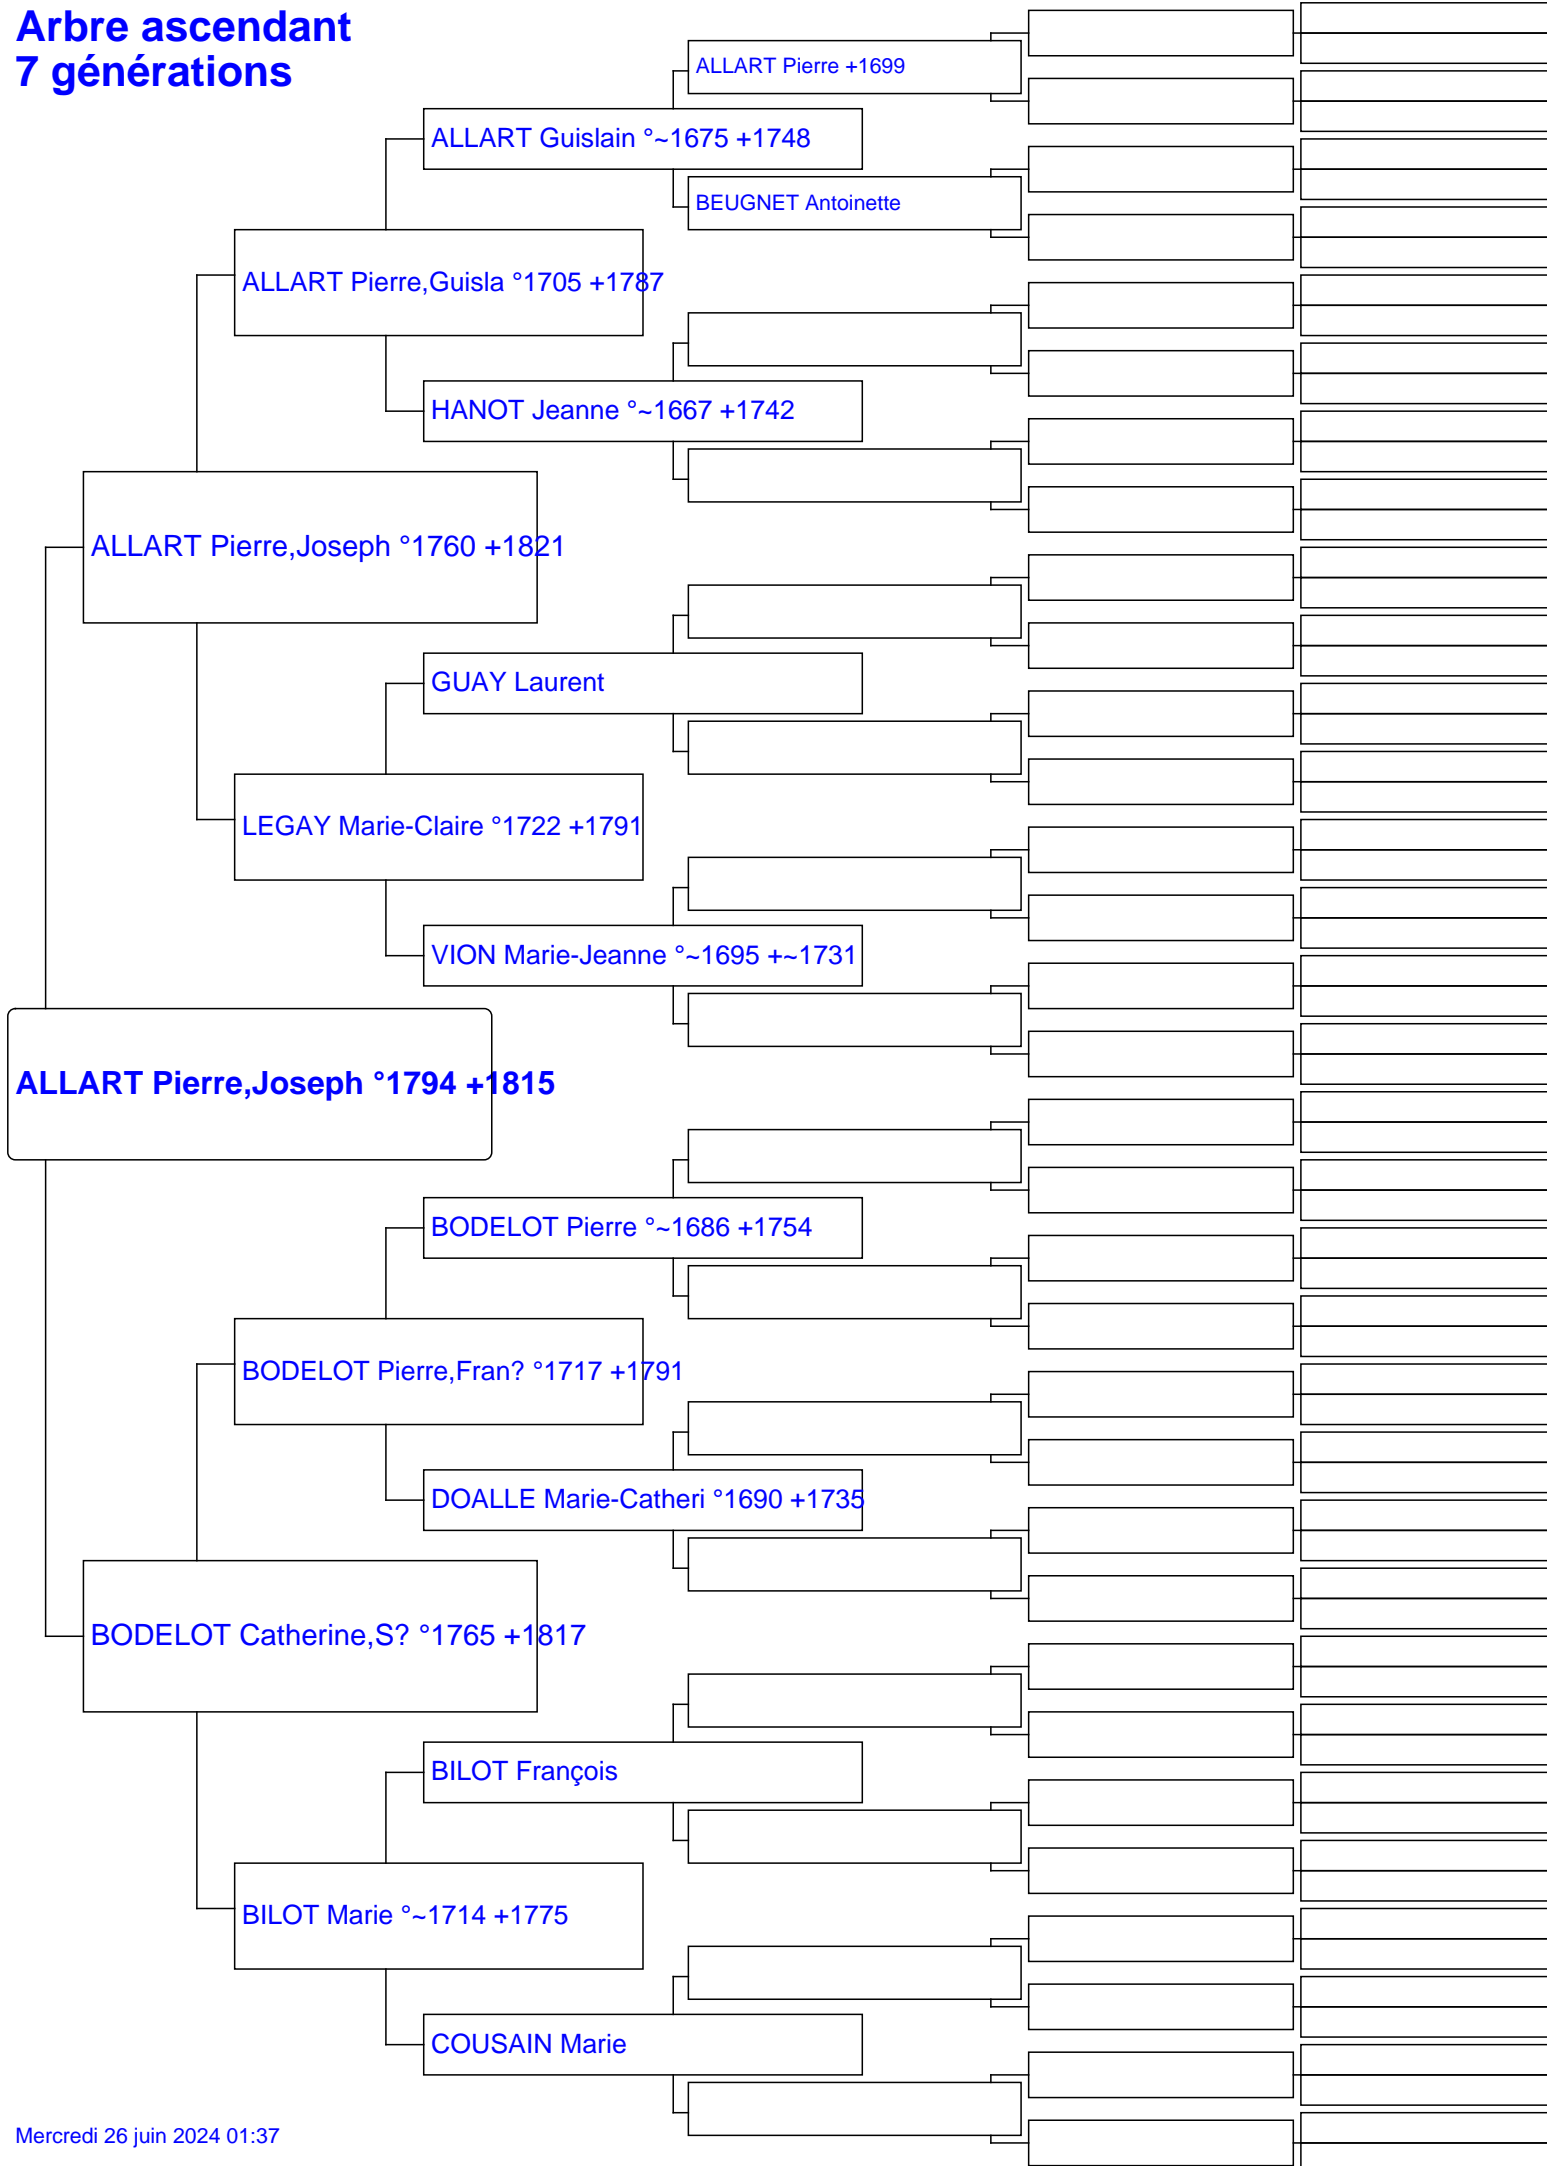 Arbre ascendant
7 générations
ALLART Pierre +1699
ALLART Guislain °~1675 +1748
BEUGNET Antoinette
ALLART Pierre,Guisla °1705 +1787
HANOT Jeanne °~1667 +1742
ALLART Pierre,Joseph °1760 +1821
GUAY Laurent
LEGAY Marie-Claire °1722 +1791
VION Marie-Jeanne °~1695 +~1731
ALLART Pierre,Joseph °1794 +1815
BODELOT Pierre °~1686 +1754
BODELOT Pierre,Fran? °1717 +1791
DOALLE Marie-Catheri °1690 +1735
BODELOT Catherine,S? °1765 +1817
BILOT François
BILOT Marie °~1714 +1775
COUSAIN Marie
Mercredi 26 juin 2024 01:37